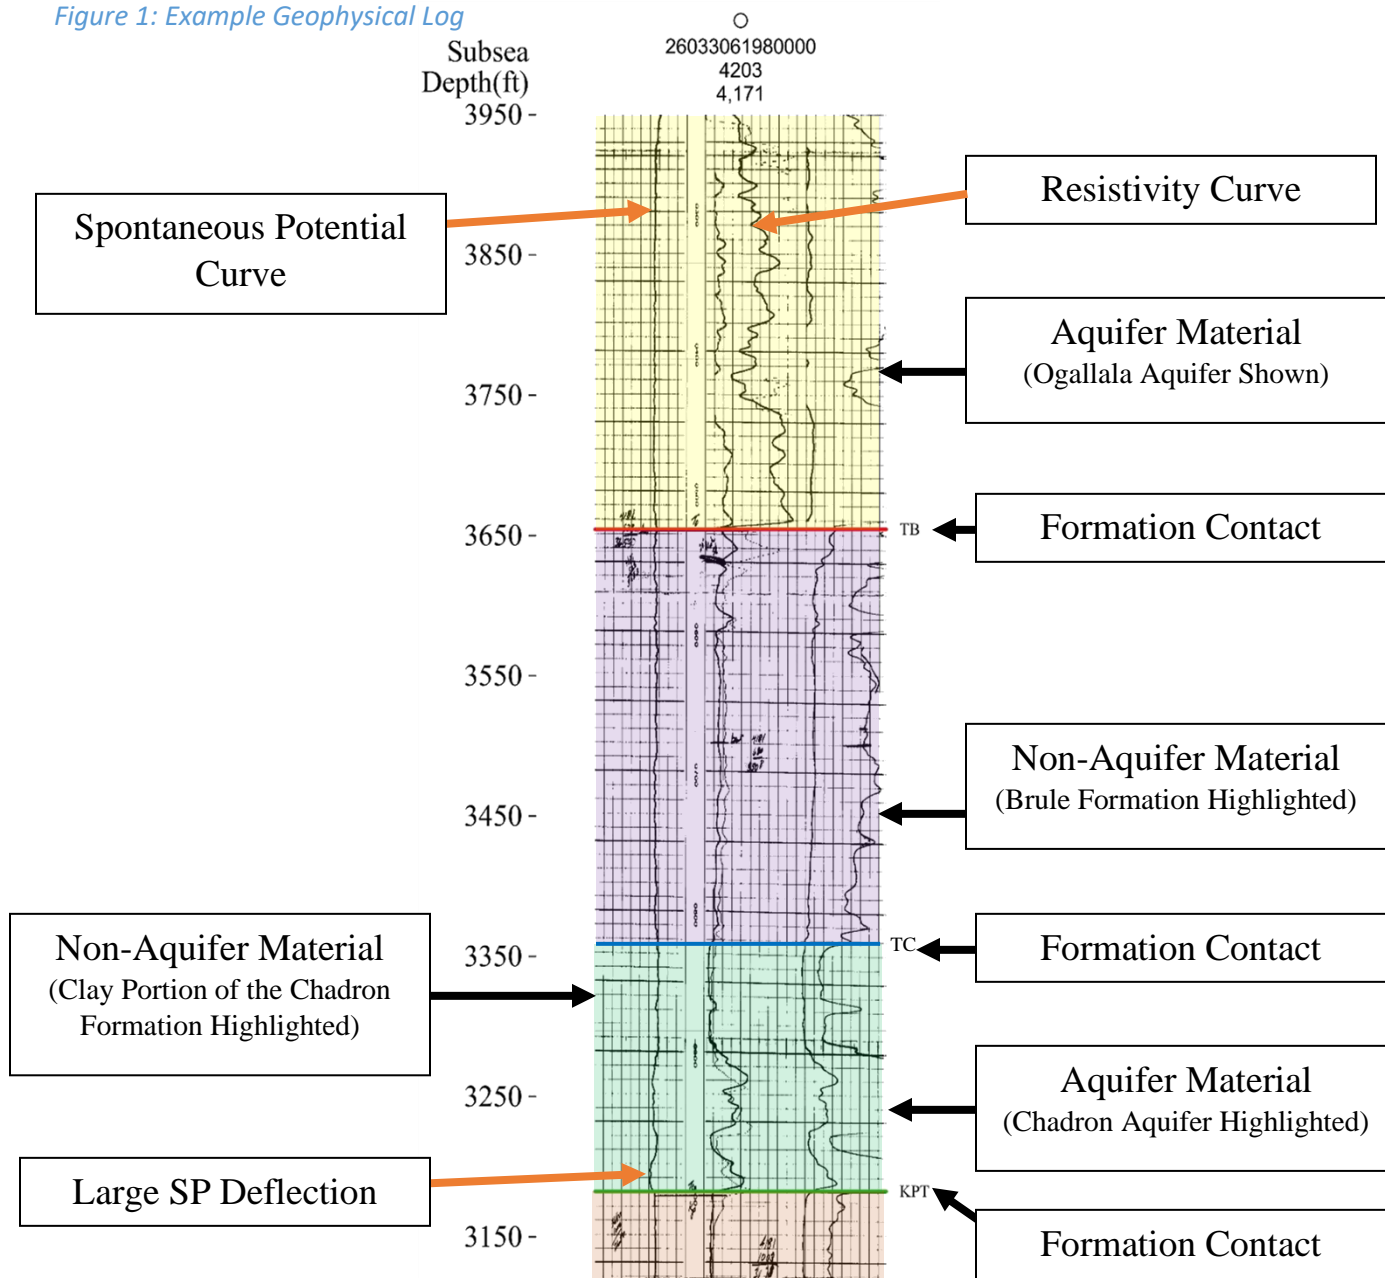 Figure 1: Example Geophysical Log
Subsea
Depth(ft)
26033061980000
4203
4,171
3950
3850
3750
3650
3550
3450
3350
3250
3150
Spontaneous Potential
Curve
Resistivity Curve
Aquifer Material
(Ogallala Aquifer Shown)
TB
Formation Contact
Non-Aquifer Material
(Brule Formation Highlighted)
Non-Aquifer Material
(Clay Portion of the Chadron
Formation Highlighted)
TC
Formation Contact
Aquifer Material
(Chadron Aquifer Highlighted)
Large SP Deflection
KPT
Formation Contact